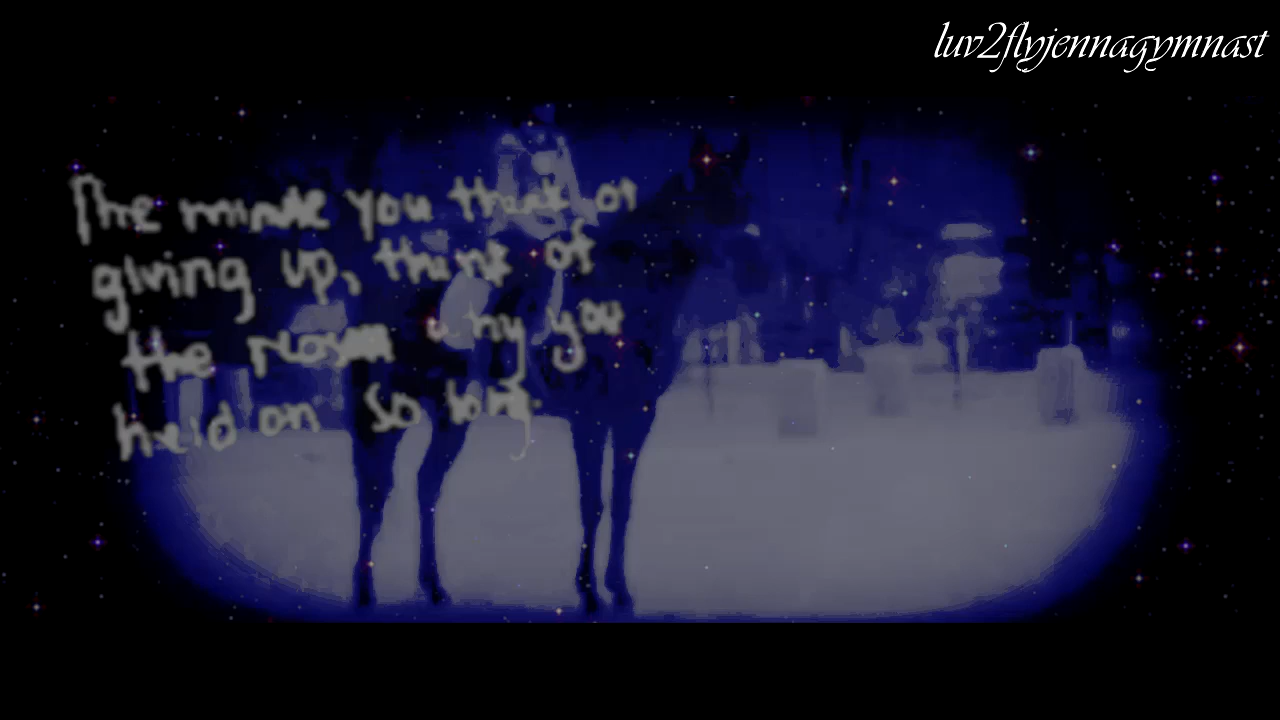 luv2flyjennagymnast
The minute you think of
giving up, think of
the reason why you
held on so long.